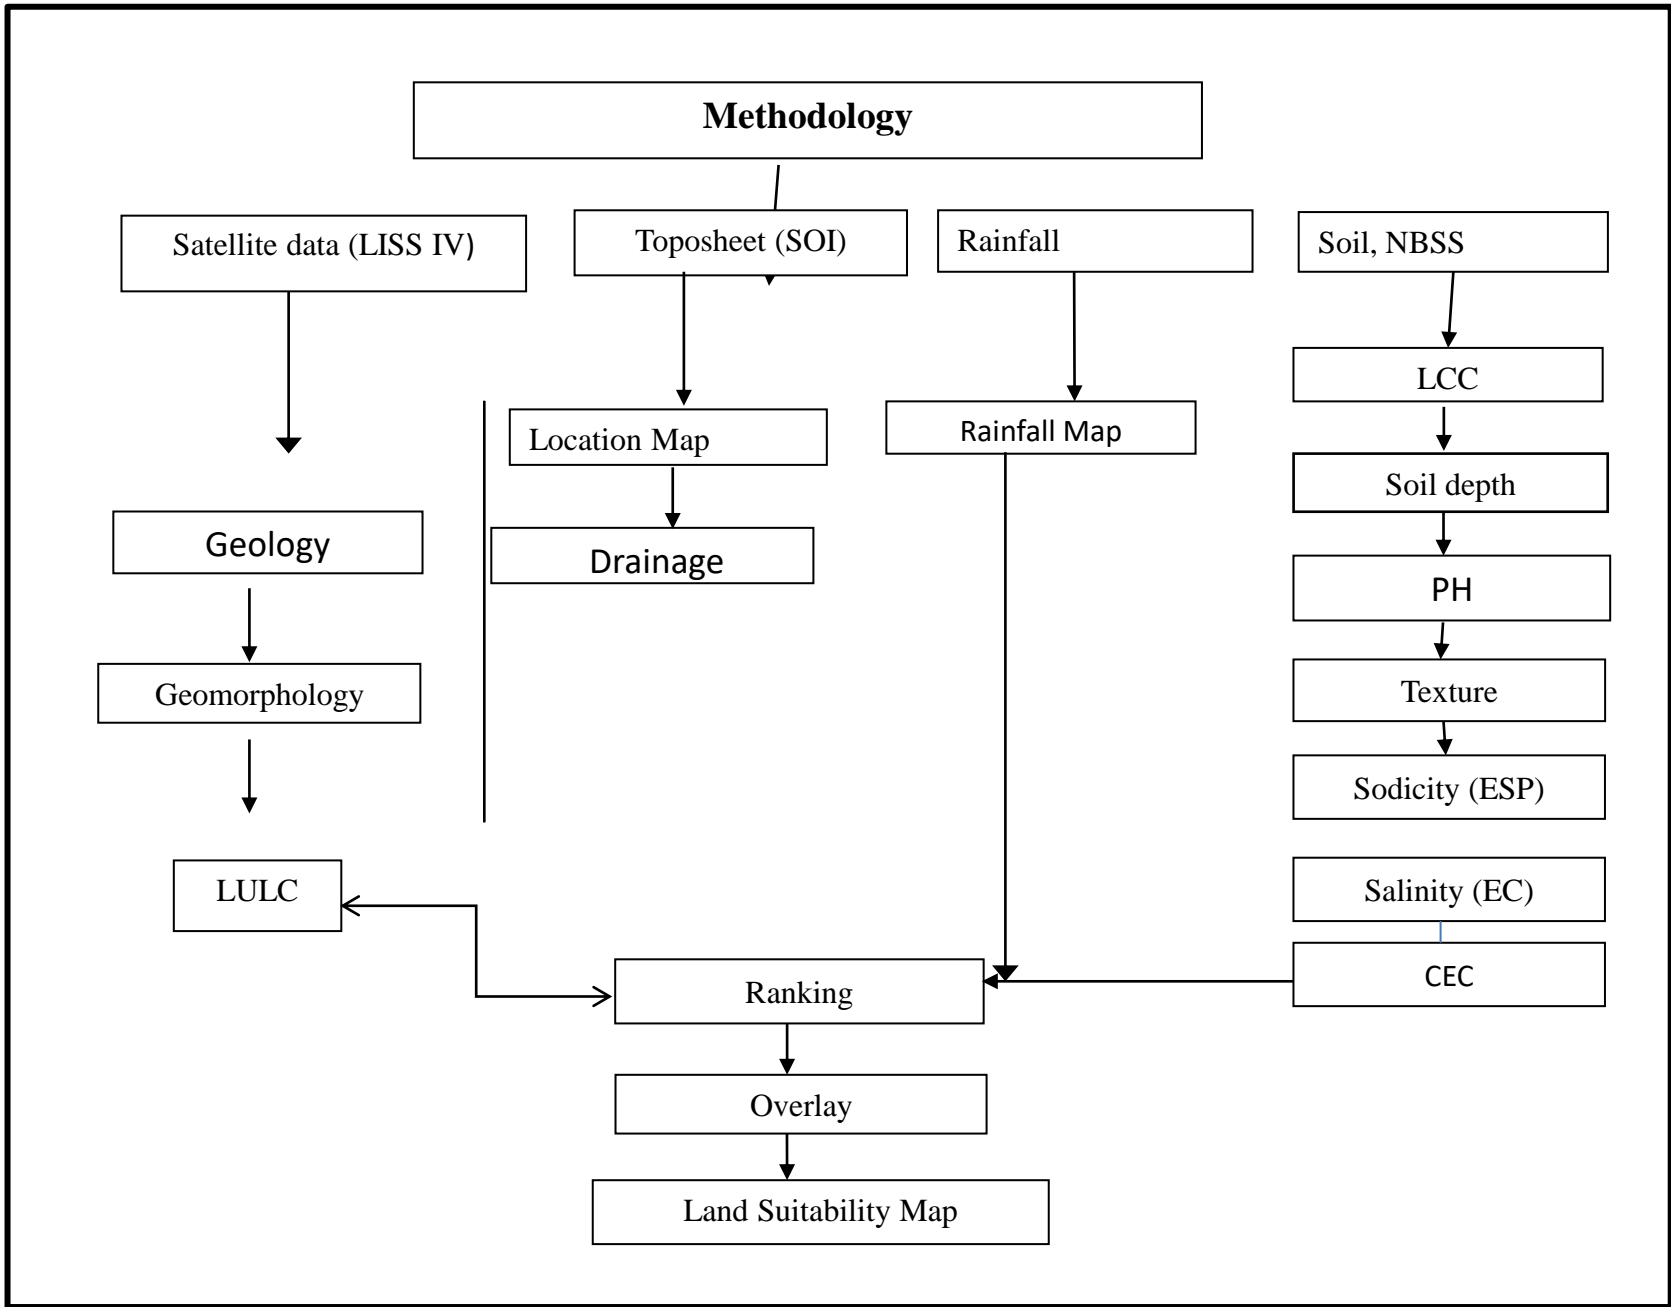 Methodology
Satellite data (LISS IV)
Toposheet (SOI)
Rainfall
Soil, NBSS
LCC
Location Map
Rainfall Map
Soil depth
Geology
Drainage
PH
Geomorphology
Texture
Sodicity (ESP)
LULC
Salinity (EC)
Ranking
CEC
Overlay
Land Suitability Map